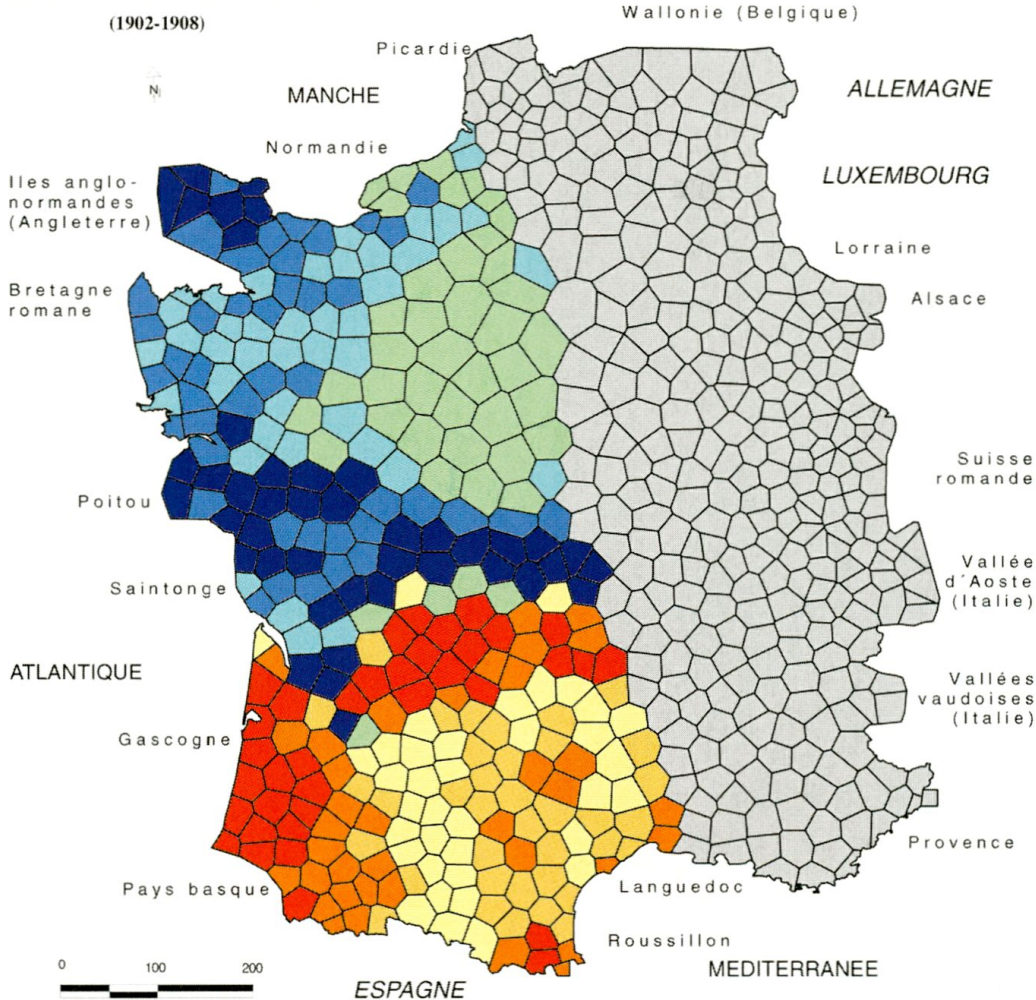 (1902-1908)
Wallonie (Belgique)
Picardie
N
MANCHE
ALLEMAGNE
Normandie
Iles anglo-
normandes
(Angleterre)
LUXEMBOURG
Lorraine
Bretagne
romane
Alsace
Suisse
romande
Poitou
Vallée
d´Aoste
(Italie)
Saintonge
ATLANTIQUE
Vallées
vaudoises
(Italie)
Gascogne
Provence
Pays basque
Languedoc
Roussillon
MEDITERRANEE
0 100 200
ESPAGNE